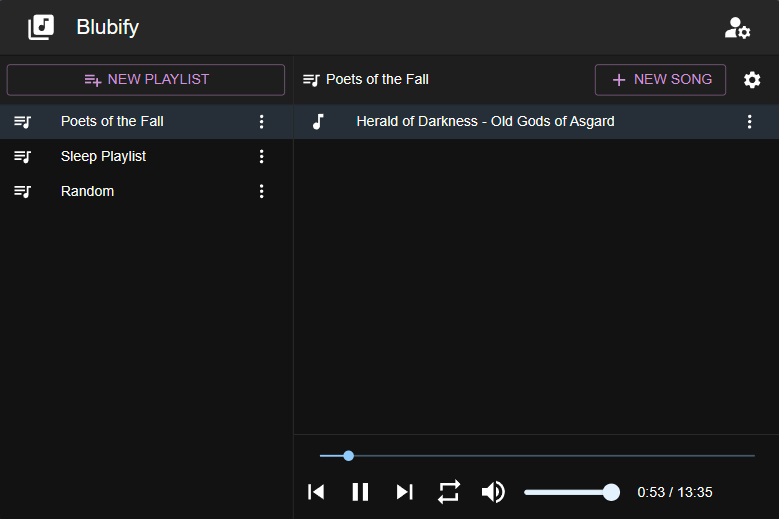 Blubify
NEW PLAYLIST
Poets of the Fall
Sleep Playlist
Random
Poets of the Fall
NEW SONG
Herald of Darkness - Old Gods of Asgard
0:53 / 13:35